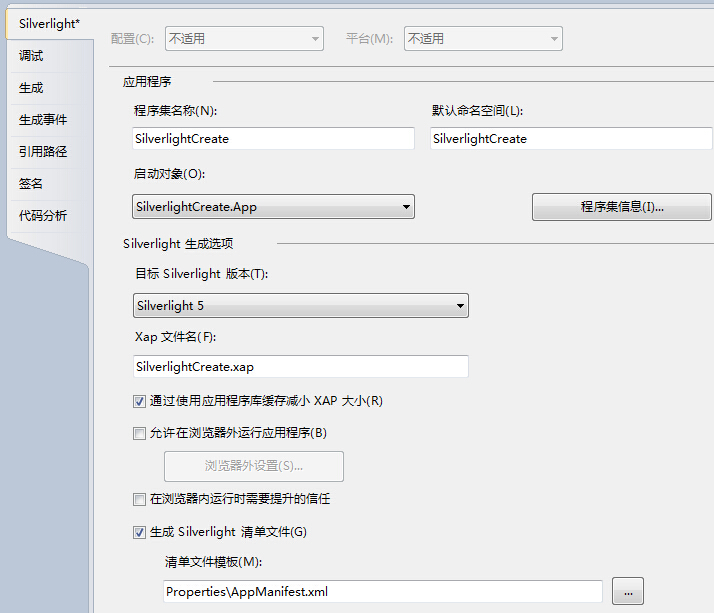 Silverlight*
调试
生成
生成事件
引用路径
签名
代码分析
配置(C): 不适用 平台(M): 不适用
应用程序
程序集名称(N): 默认命名空间(L):
SilverlightCreate SilverlightCreate
启动对象(O):
SilverlightCreate.App 程序集信息(I)...
Silverlight 生成选项
目标 Silverlight 版本(T):
Silverlight 5
Xap 文件名(F):
SilverlightCreate.xap
通过使用应用程序库缓存减小 XAP 大小(R)
允许在浏览器外运行应用程序(B)
浏览器外设置(S)...
在浏览器内运行时需要提升的信任
生成 Silverlight 清单文件(G)
清单文件模板(M):
Properties\AppManifest.xml ...